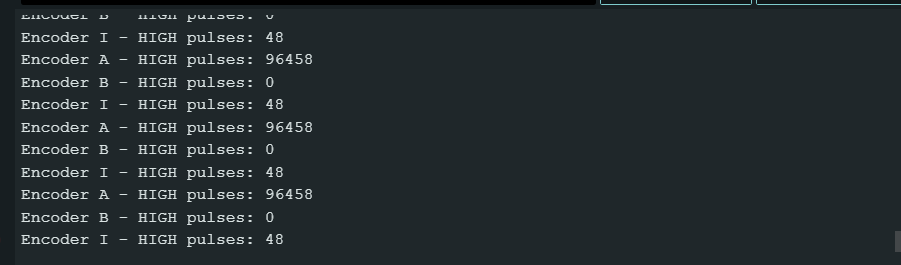 Encoder B - HIGH pulses: 0
Encoder I - HIGH pulses: 48
Encoder A - HIGH pulses: 96458
Encoder B - HIGH pulses: 0
Encoder I - HIGH pulses: 48
Encoder A - HIGH pulses: 96458
Encoder B - HIGH pulses: 0
Encoder I - HIGH pulses: 48
Encoder A - HIGH pulses: 96458
Encoder B - HIGH pulses: 0
Encoder I - HIGH pulses: 48